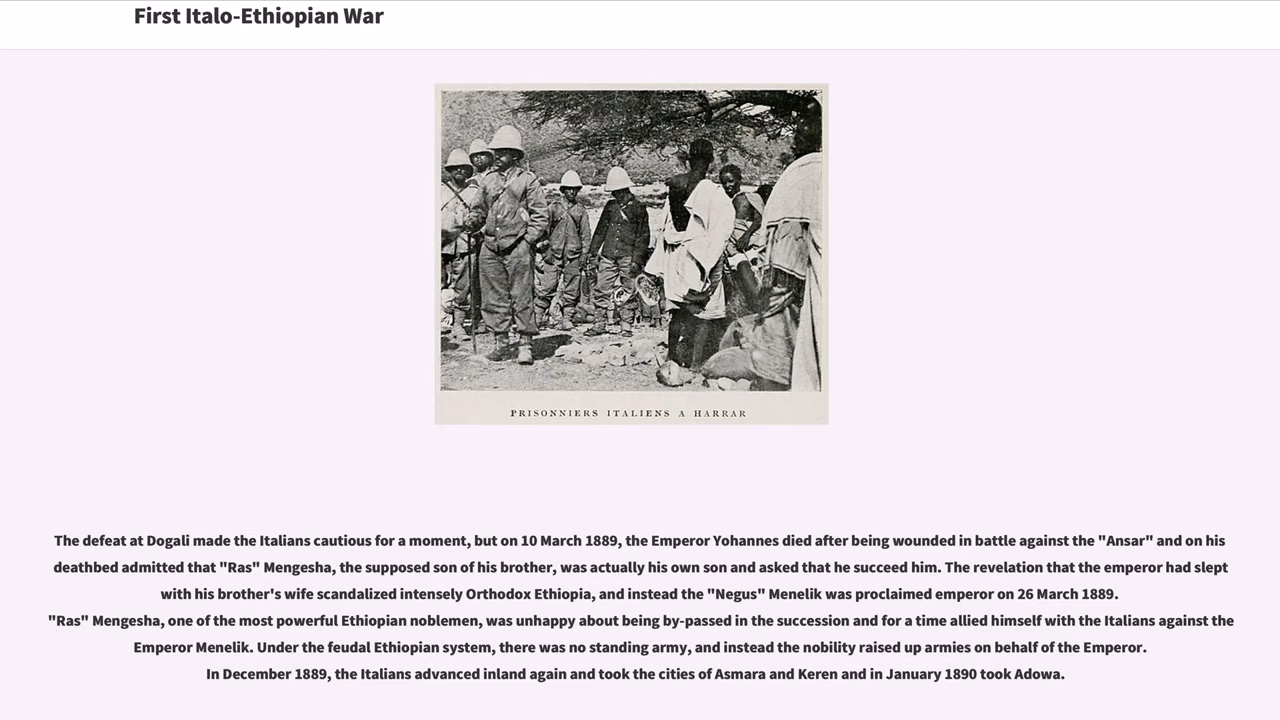 First Italo-Ethiopian War
PRISONNIERS ITALIENS A HARRAR
The defeat at Dogali made the Italians cautious for a moment, but on 10 March 1889, the Emperor Yohannes died after being wounded in battle against the "Ansar" and on his
deathbed admitted that "Ras" Mengesha, the supposed son of his brother, was actually his own son and asked that he succeed him. The revelation that the emperor had slept
with his brother's wife scandalized intensely Orthodox Ethiopia, and instead the "Negus" Menelik was proclaimed emperor on 26 March 1889.
"Ras" Mengesha, one of the most powerful Ethiopian noblemen, was unhappy about being by-passed in the succession and for a time allied himself with the Italians against the
Emperor Menelik. Under the feudal Ethiopian system, there was no standing army, and instead the nobility raised up armies on behalf of the Emperor.
In December 1889, the Italians advanced inland again and took the cities of Asmara and Keren and in January 1890 took Adowa.